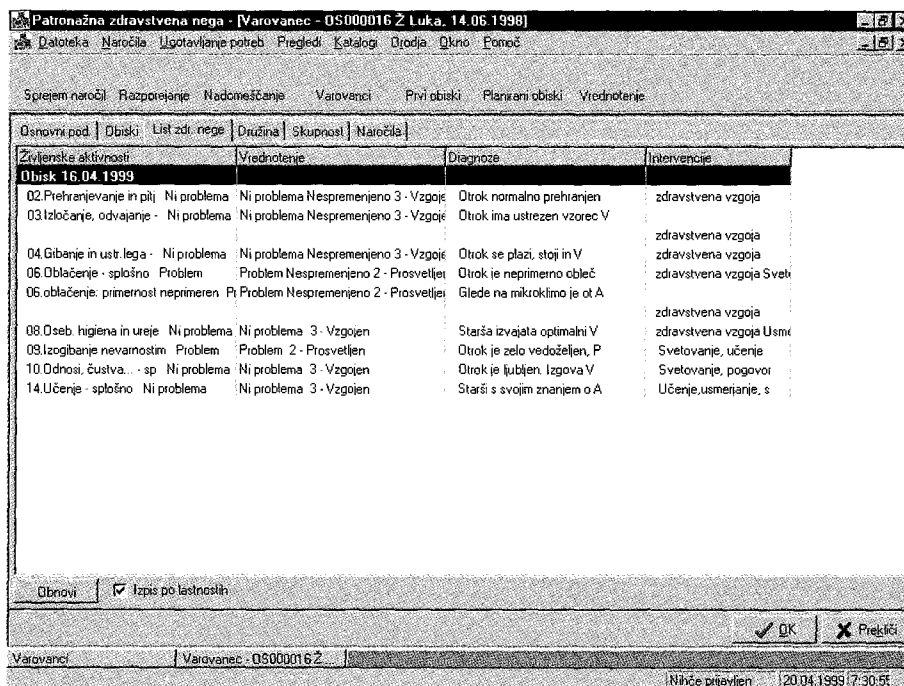 Patronažna zdravstvena nega - [Varovanec - OS000016 Ž Luka, 14.06.1998]
Datoteka Naročila Ugotavljanje potreb Pregledi Katalogi Orodja Okno Pomoč
Sprejem naročil Razporejanje Nadomeščanje Varovanci Prvi obiski Planirani obiski Vrednotenje
Osnovni pod. Obiski List zdr. nege Družina Skupnost Naročila
Življenske aktivnosti Vrednotenje Diagnoze Intervencije
Obisk 16.04.1999
02.Prehranjevanje in pitj Ni problema Ni problema Nespremenjeno 3 - Vzgoje Otrok normalno prehranjen zdravstvena vzgoja
03.Izločanje, odvajanje - Ni problema Ni problema Nespremenjeno 3 - Vzgoje Otrok ima ustrezen vzorec V
zdravstvena vzgoja
04.Gibanje in ustr.lega - Ni problema Ni problema Nespremenjeno 3 - Vzgoje Otrok se plazi, stoji in V zdravstvena vzgoja
06.Oblačenje - splošno Problem Problem Nespremenjeno 2 - Prosvetljen Otrok je neprimerno obleč zdravstvena vzgoja Sveto
06.oblačenje: primernost neprimeren Pr Problem Nespremenjeno 2 - Prosvetljen Glede na mikroklimo je ot A
zdravstvena vzgoja
08.Oseb. higiena in ureje Ni problema Ni problema 3 - Vzgojen Starša izvajata optimalni V zdravstvena vzgoja Usme
09.Izogibanje nevarnostim Problem Problem 2 - Prosvetljen Otrok je zelo vedoželjen, P Svetovanje, učenje
10.Odnosi, čustva... - sp Ni problema Ni problema 3 - Vzgojen Otrok je ljubljen. Izgova V Svetovanje, pogovor
14.Učenje - splošno Ni problema Ni problema 3 - Vzgojen Starši s svojim znanjem o A Učenje,usmerjanje, s
Obnovi Izpis po lastnostih
OK Prekliči
Varovanci Varovanec - OS000016 Ž ...
Nihče prijavljen 20.04.1999 7:30:55